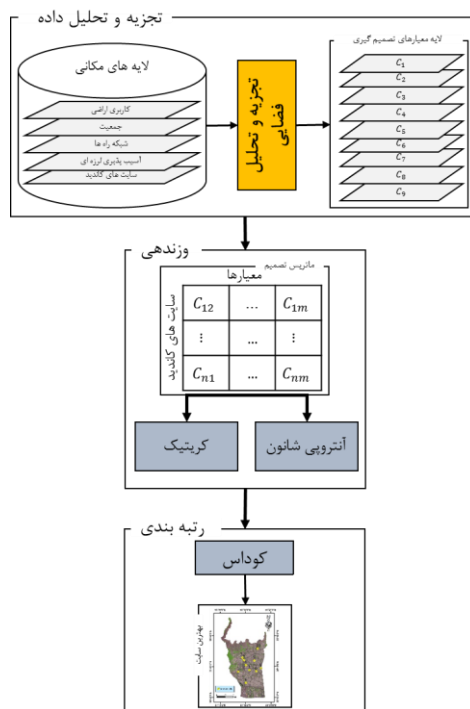 تجزیه و تحلیل داده
لایه های مکانی
کاربری اراضی
جمعیت
شبکه راه ها
آسیب پذیری لرزه ای
سایت های کاندید
تجزیه و تحلیل
فضایی
لایه معیارهای تصمیم گیری
C1
C2
C3
C4
C5
C6
C7
C8
C9
وزندهی
ماتریس تصمیم
معیارها
سایت های کاندید
C12 ... C1m
⋮ ... ⋮
Cn1 ... Cnm
کریتیک
آنتروپی شانون
رتبه بندی
کوداس
بهترین سایت